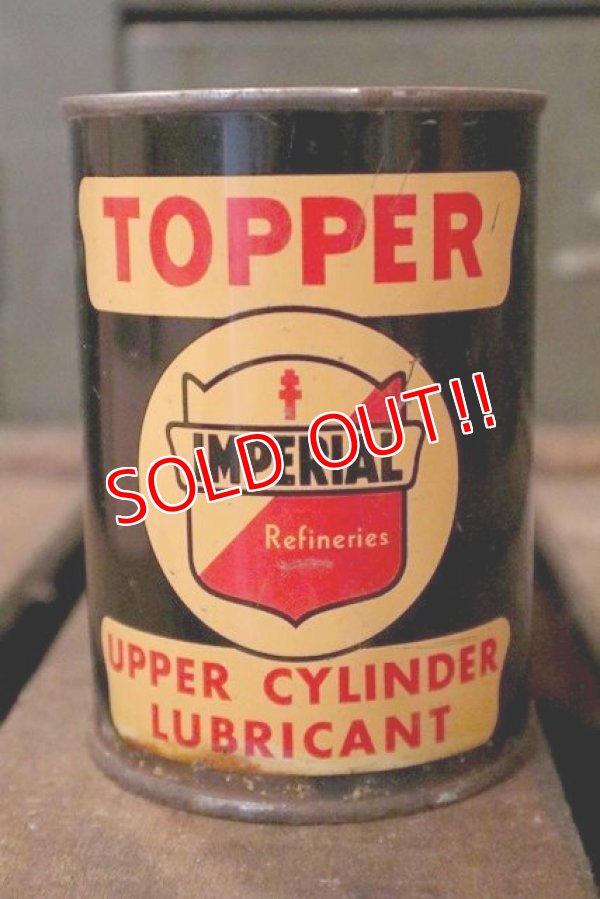 TOPPER
IMPERIAL
SOLD OUT!!
Refineries
UPPER CYLINDER
LUBRICANT